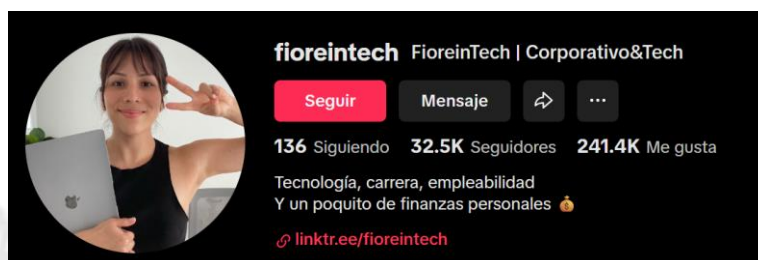 fioreintech FioreinTech | Corporativo&Tech
Seguir Mensaje
136 Siguiendo 32.5K Seguidores 241.4K Me gusta
Tecnología, carrera, empleabilidad
Y un poquito de finanzas personales 💰
linktr.ee/fioreintech